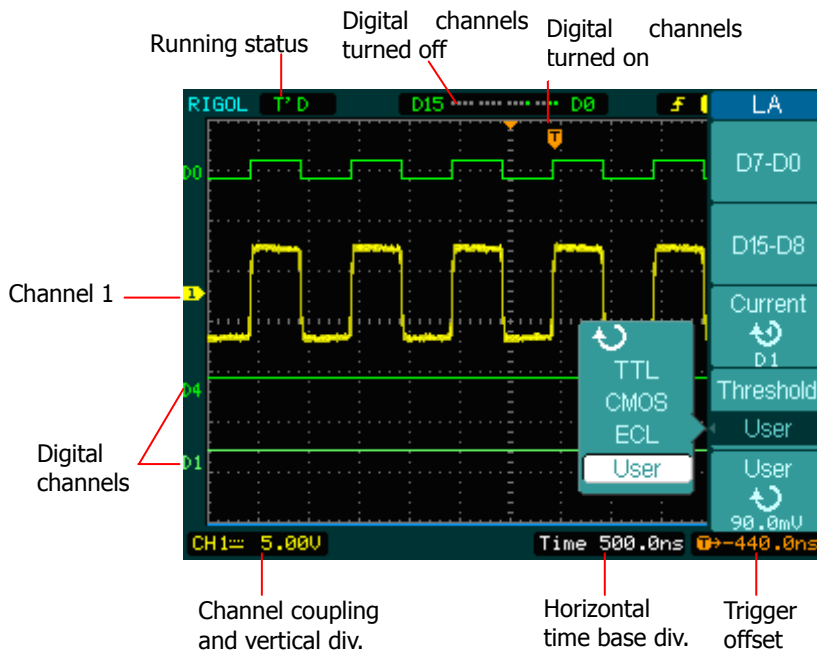 Running status
Digital channels
turned off
Digital channels
turned on
RIGOL T'D D15 D0 LA
D0
D7-D0
D15-D8
Channel 1
1
Current
D1
T
TTL
CMOS
ECL
User
Threshold
User
D4
Digital
channels
D1
User
90.0mV
CH1 5.00V Time 500.0ns T→-440.0ns
Channel coupling
and vertical div.
Horizontal
time base div.
Trigger
offset